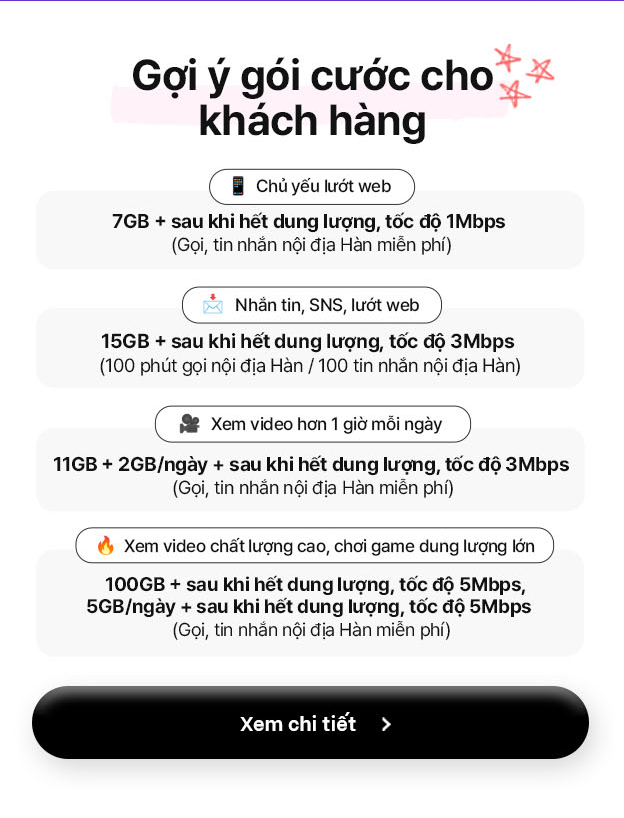 Gợi ý gói cước cho
khách hàng
Chủ yếu lướt web
7GB + sau khi hết dung lượng, tốc độ 1Mbps
(Gọi, tin nhắn nội địa Hàn miễn phí)
Nhắn tin, SNS, lướt web
15GB + sau khi hết dung lượng, tốc độ 3Mbps
(100 phút gọi nội địa Hàn / 100 tin nhắn nội địa Hàn)
Xem video hơn 1 giờ mỗi ngày
11GB + 2GB/ngày + sau khi hết dung lượng, tốc độ 3Mbps
(Gọi, tin nhắn nội địa Hàn miễn phí)
Xem video chất lượng cao, chơi game dung lượng lớn
100GB + sau khi hết dung lượng, tốc độ 5Mbps,
5GB/ngày + sau khi hết dung lượng, tốc độ 5Mbps
(Gọi, tin nhắn nội địa Hàn miễn phí)
Xem chi tiết